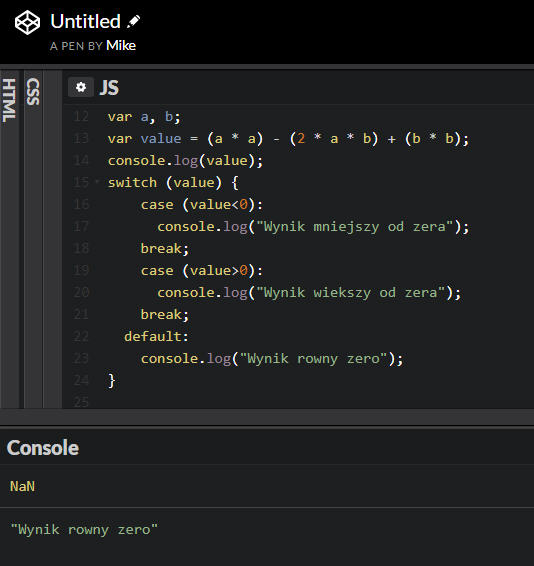 Untitled
A PEN BY Mike
HTML
CSS
JS
12 var a, b;
13 var value = (a * a) - (2 * a * b) + (b * b);
14 console.log(value);
15 switch (value) {
16 case (value<0):
17 console.log("Wynik mniejszy od zera");
18 break;
19 case (value>0):
20 console.log("Wynik wiekszy od zera");
21 break;
22 default:
23 console.log("Wynik rowny zero");
24 }
25
Console
NaN
"Wynik rowny zero"